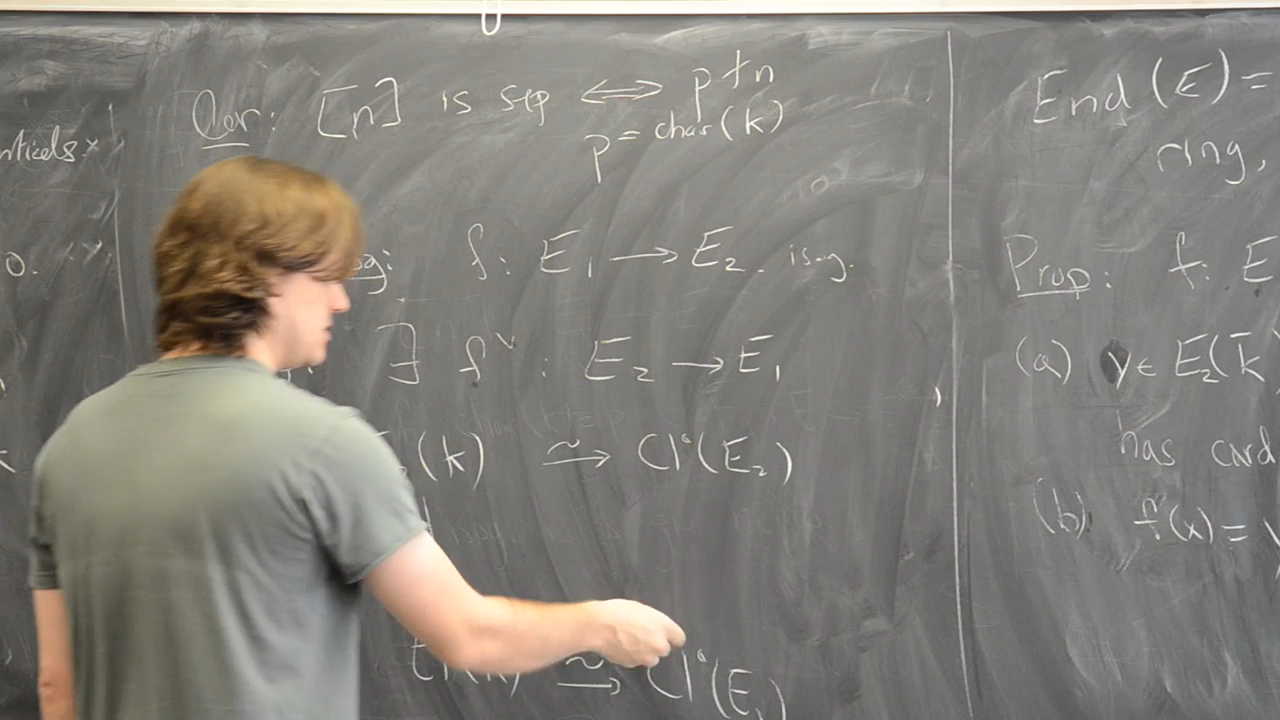 Cor: [n] is sep ⟺ p∤n
p = char(k)
f: E₁ → E₂ isog.
∃ f^∨ : E₂ → E₁
(k) ⥲ Cl°(E₂)
⥲ Cl°(E₁)
End(E) =
ring,
Prop: f: E
(a) y ∈ E₂(k̄
has card
(b) f(x) = y